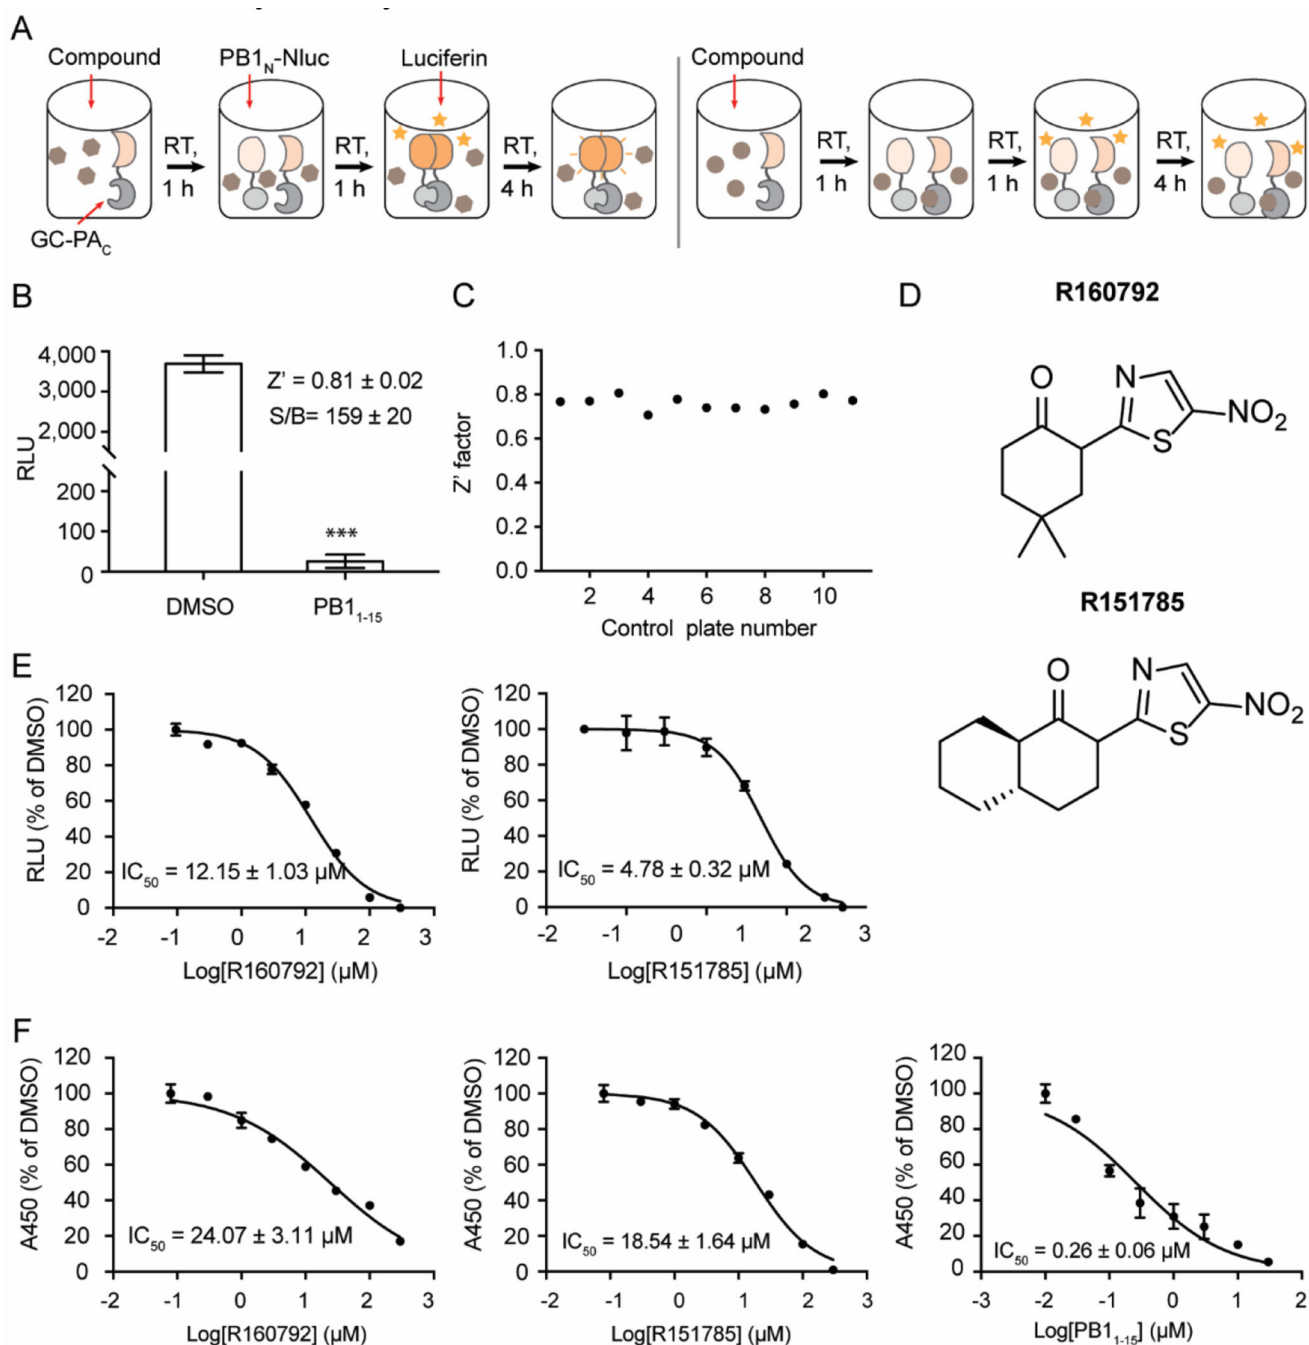 A
Compound
PB1N-Nluc
Luciferin
Compound
RT,
1 h
RT,
1 h
RT,
4 h
RT,
1 h
RT,
1 h
RT,
4 h
GC-PAC
B
4,000
3,000
2,000
200
100
0
RLU
Z' = 0.81 ± 0.02
S/B= 159 ± 20
***
DMSO
PB11-15
C
1.0
0.8
0.6
0.4
0.2
0.0
Z' factor
2 4 6 8 10
Control plate number
D
R160792
O
N
S
NO2
R151785
O
N
S
NO2
E
120
100
80
60
40
20
0
RLU (% of DMSO)
IC50 = 12.15 ± 1.03 µM
-2 -1 0 1 2 3
Log[R160792] (µM)
120
100
80
60
40
20
0
RLU (% of DMSO)
IC50 = 4.78 ± 0.32 µM
-2 -1 0 1 2 3
Log[R151785] (µM)
F
120
100
80
60
40
20
0
A450 (% of DMSO)
IC50 = 24.07 ± 3.11 µM
-2 -1 0 1 2 3
Log[R160792] (µM)
120
100
80
60
40
20
0
A450 (% of DMSO)
IC50 = 18.54 ± 1.64 µM
-2 -1 0 1 2 3
Log[R151785] (µM)
120
100
80
60
40
20
0
A450 (% of DMSO)
IC50 = 0.26 ± 0.06 µM
-3 -2 -1 0 1 2
Log[PB11-15] (µM)